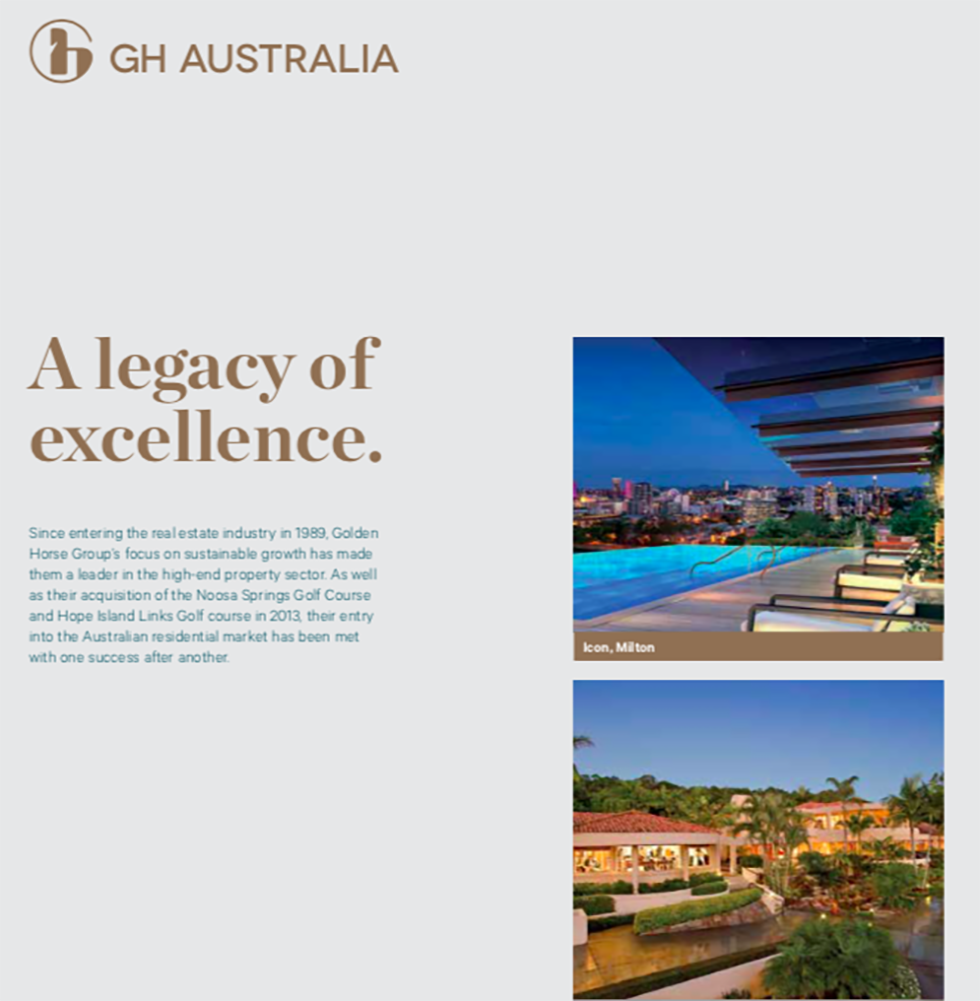 GH AUSTRALIA
A legacy of
excellence.
Since entering the real estate industry in 1989, Golden
Horse Group's focus on sustainable growth has made
them a leader in the high-end property sector. As well
as their acquisition of the Noosa Springs Golf Course
and Hope Island Links Golf course in 2013, their entry
into the Australian residential market has been met
with one success after another.
Icon, Milton